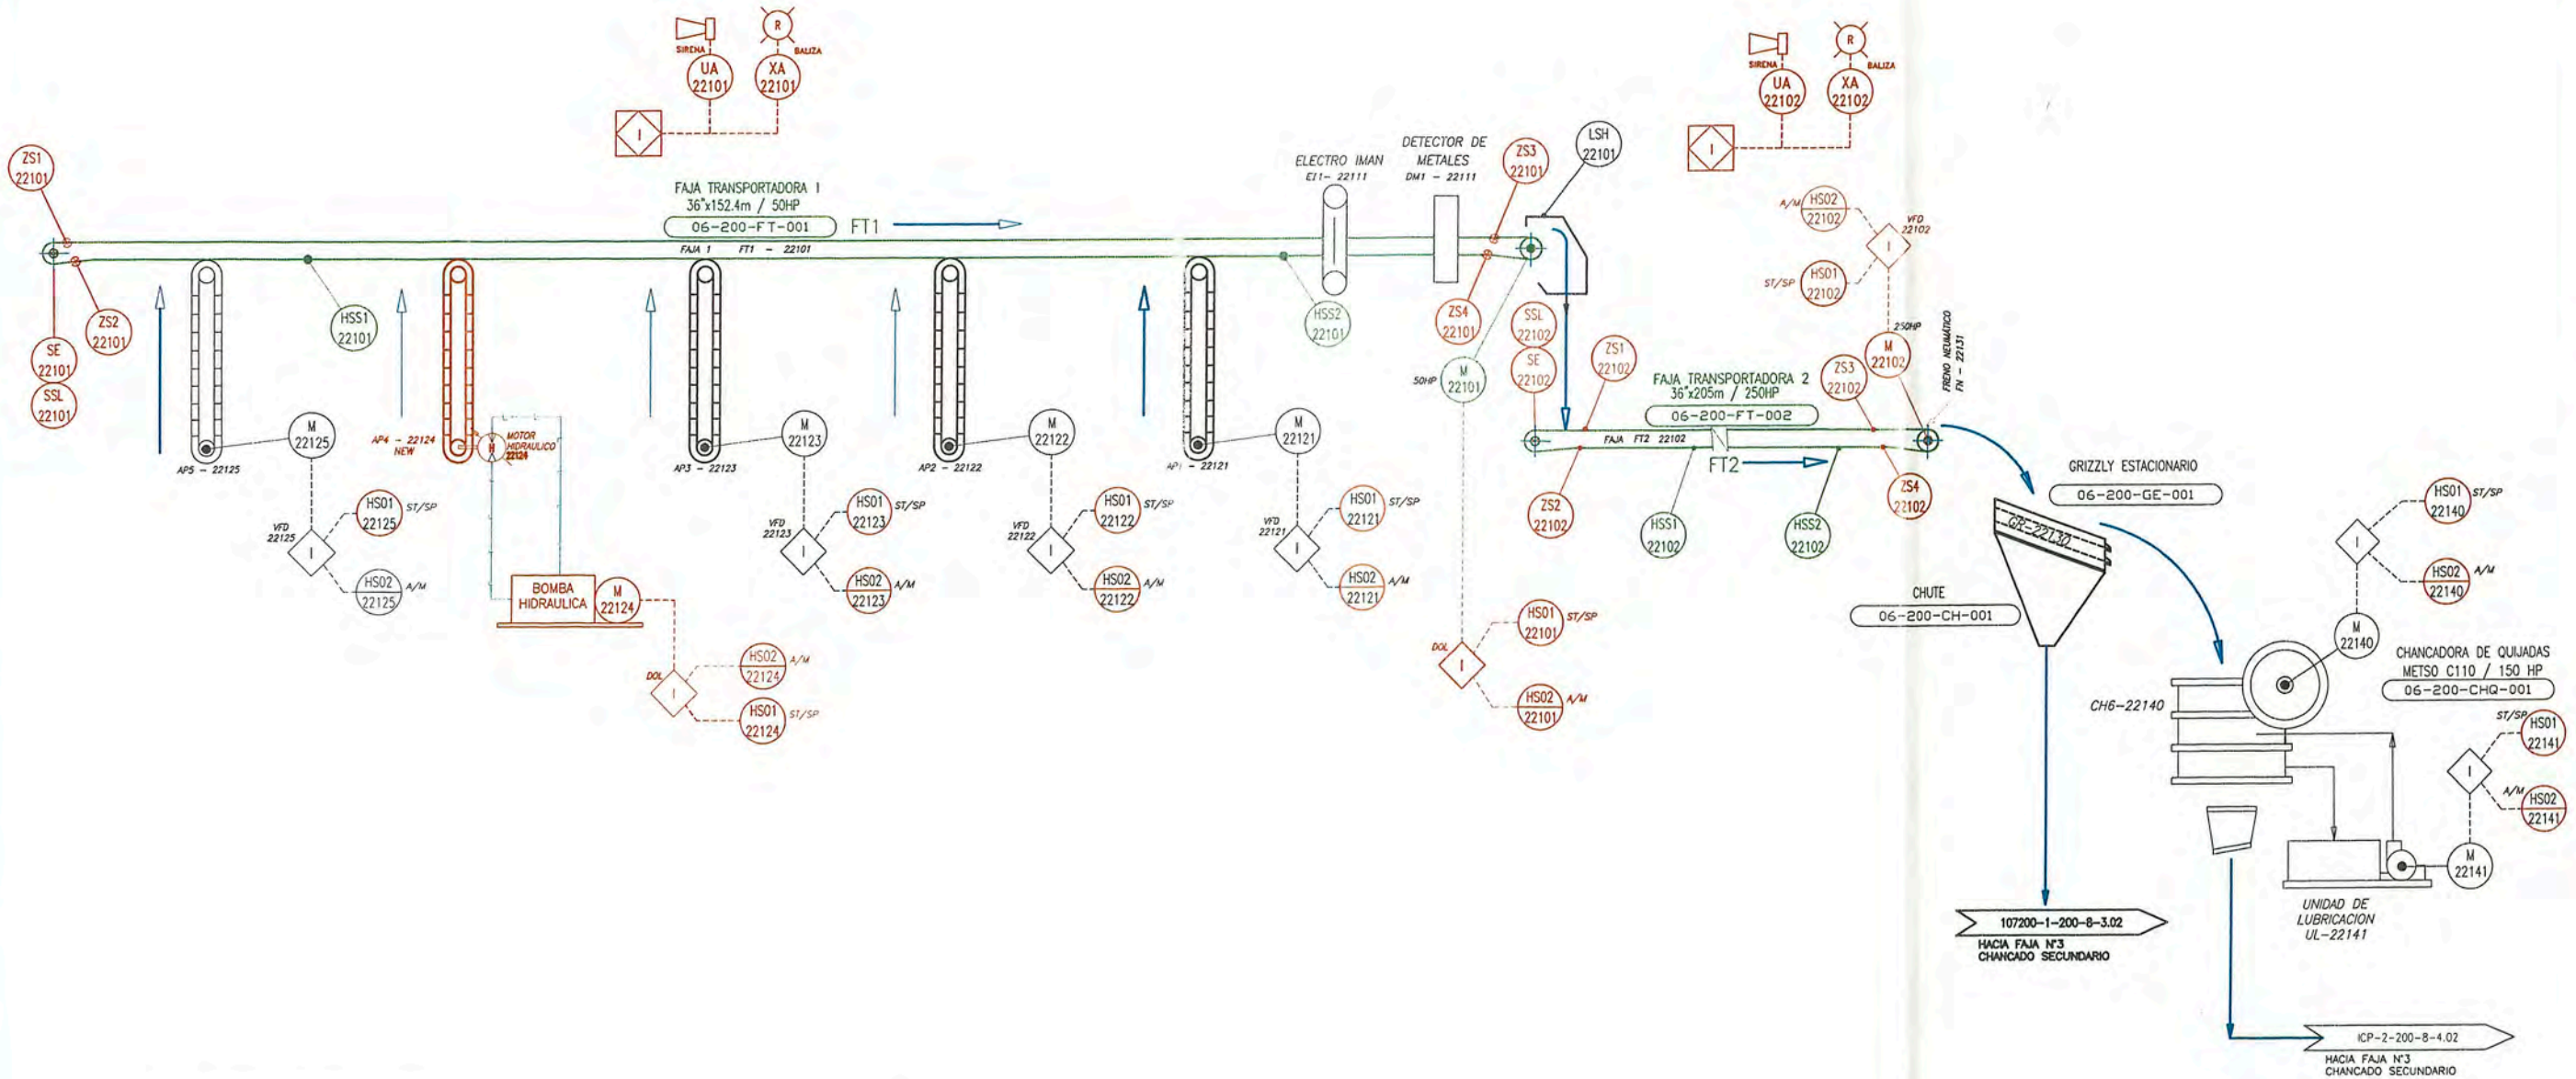 SIRENA
R
BALIZA
UA
22101
XA
22101
I
SIRENA
R
BALIZA
UA
22102
XA
22102
I
ZS1
22101
FAJA TRANSPORTADORA 1
36"x152.4m / 50HP
06-200-FT-001
FT1
FAJA 1 FT1 - 22101
ELECTRO IMAN
EI1- 22111
DETECTOR DE
METALES
DM1 - 22111
ZS3
22101
LSH
22101
ZS2
22101
SE
22101
SSL
22101
HSS1
22101
HSS2
22101
ZS4
22101
M
22101
50HP
SSL
22102
SE
22102
ZS1
22102
A/M
HS02
22102
VFD
22102
I
ST/SP
HS01
22102
250HP
M
22102
FRENO NEUMÁTICO
FN - 22131
ZS3
22102
FAJA TRANSPORTADORA 2
36"x205m / 250HP
06-200-FT-002
FAJA FT2 22102
FT2
ZS2
22102
HSS1
22102
HSS2
22102
ZS4
22102
AP5 - 22125
M
22125
VFD
22125
I
HS01
22125
ST/SP
HS02
22125
A/M
AP4 - 22124
NEW
H
MOTOR
HIDRAULICO
22124
BOMBA
HIDRAULICA
M
22124
DOL
I
HS02
22124
A/M
HS01
22124
ST/SP
AP3 - 22123
M
22123
VFD
22123
I
HS01
22123
ST/SP
HS02
22123
A/M
AP2 - 22122
M
22122
VFD
22122
I
HS01
22122
ST/SP
HS02
22122
A/M
AP1 - 22121
M
22121
VFD
22121
I
HS01
22121
ST/SP
HS02
22121
A/M
DOL
I
HS01
22101
ST/SP
HS02
22101
A/M
GRIZZLY ESTACIONARIO
06-200-GE-001
GR-22130
CHUTE
06-200-CH-001
HS01
22140
ST/SP
I
HS02
22140
A/M
M
22140
CHANCADORA DE QUIJADAS
METSO C110 / 150 HP
06-200-CHQ-001
CH6-22140
ST/SP
HS01
22141
I
A/M
HS02
22141
M
22141
UNIDAD DE
LUBRICACION
UL-22141
107200-1-200-8-3.02
HACIA FAJA N°3
CHANCADO SECUNDARIO
ICP-2-200-8-4.02
HACIA FAJA N°3
CHANCADO SECUNDARIO